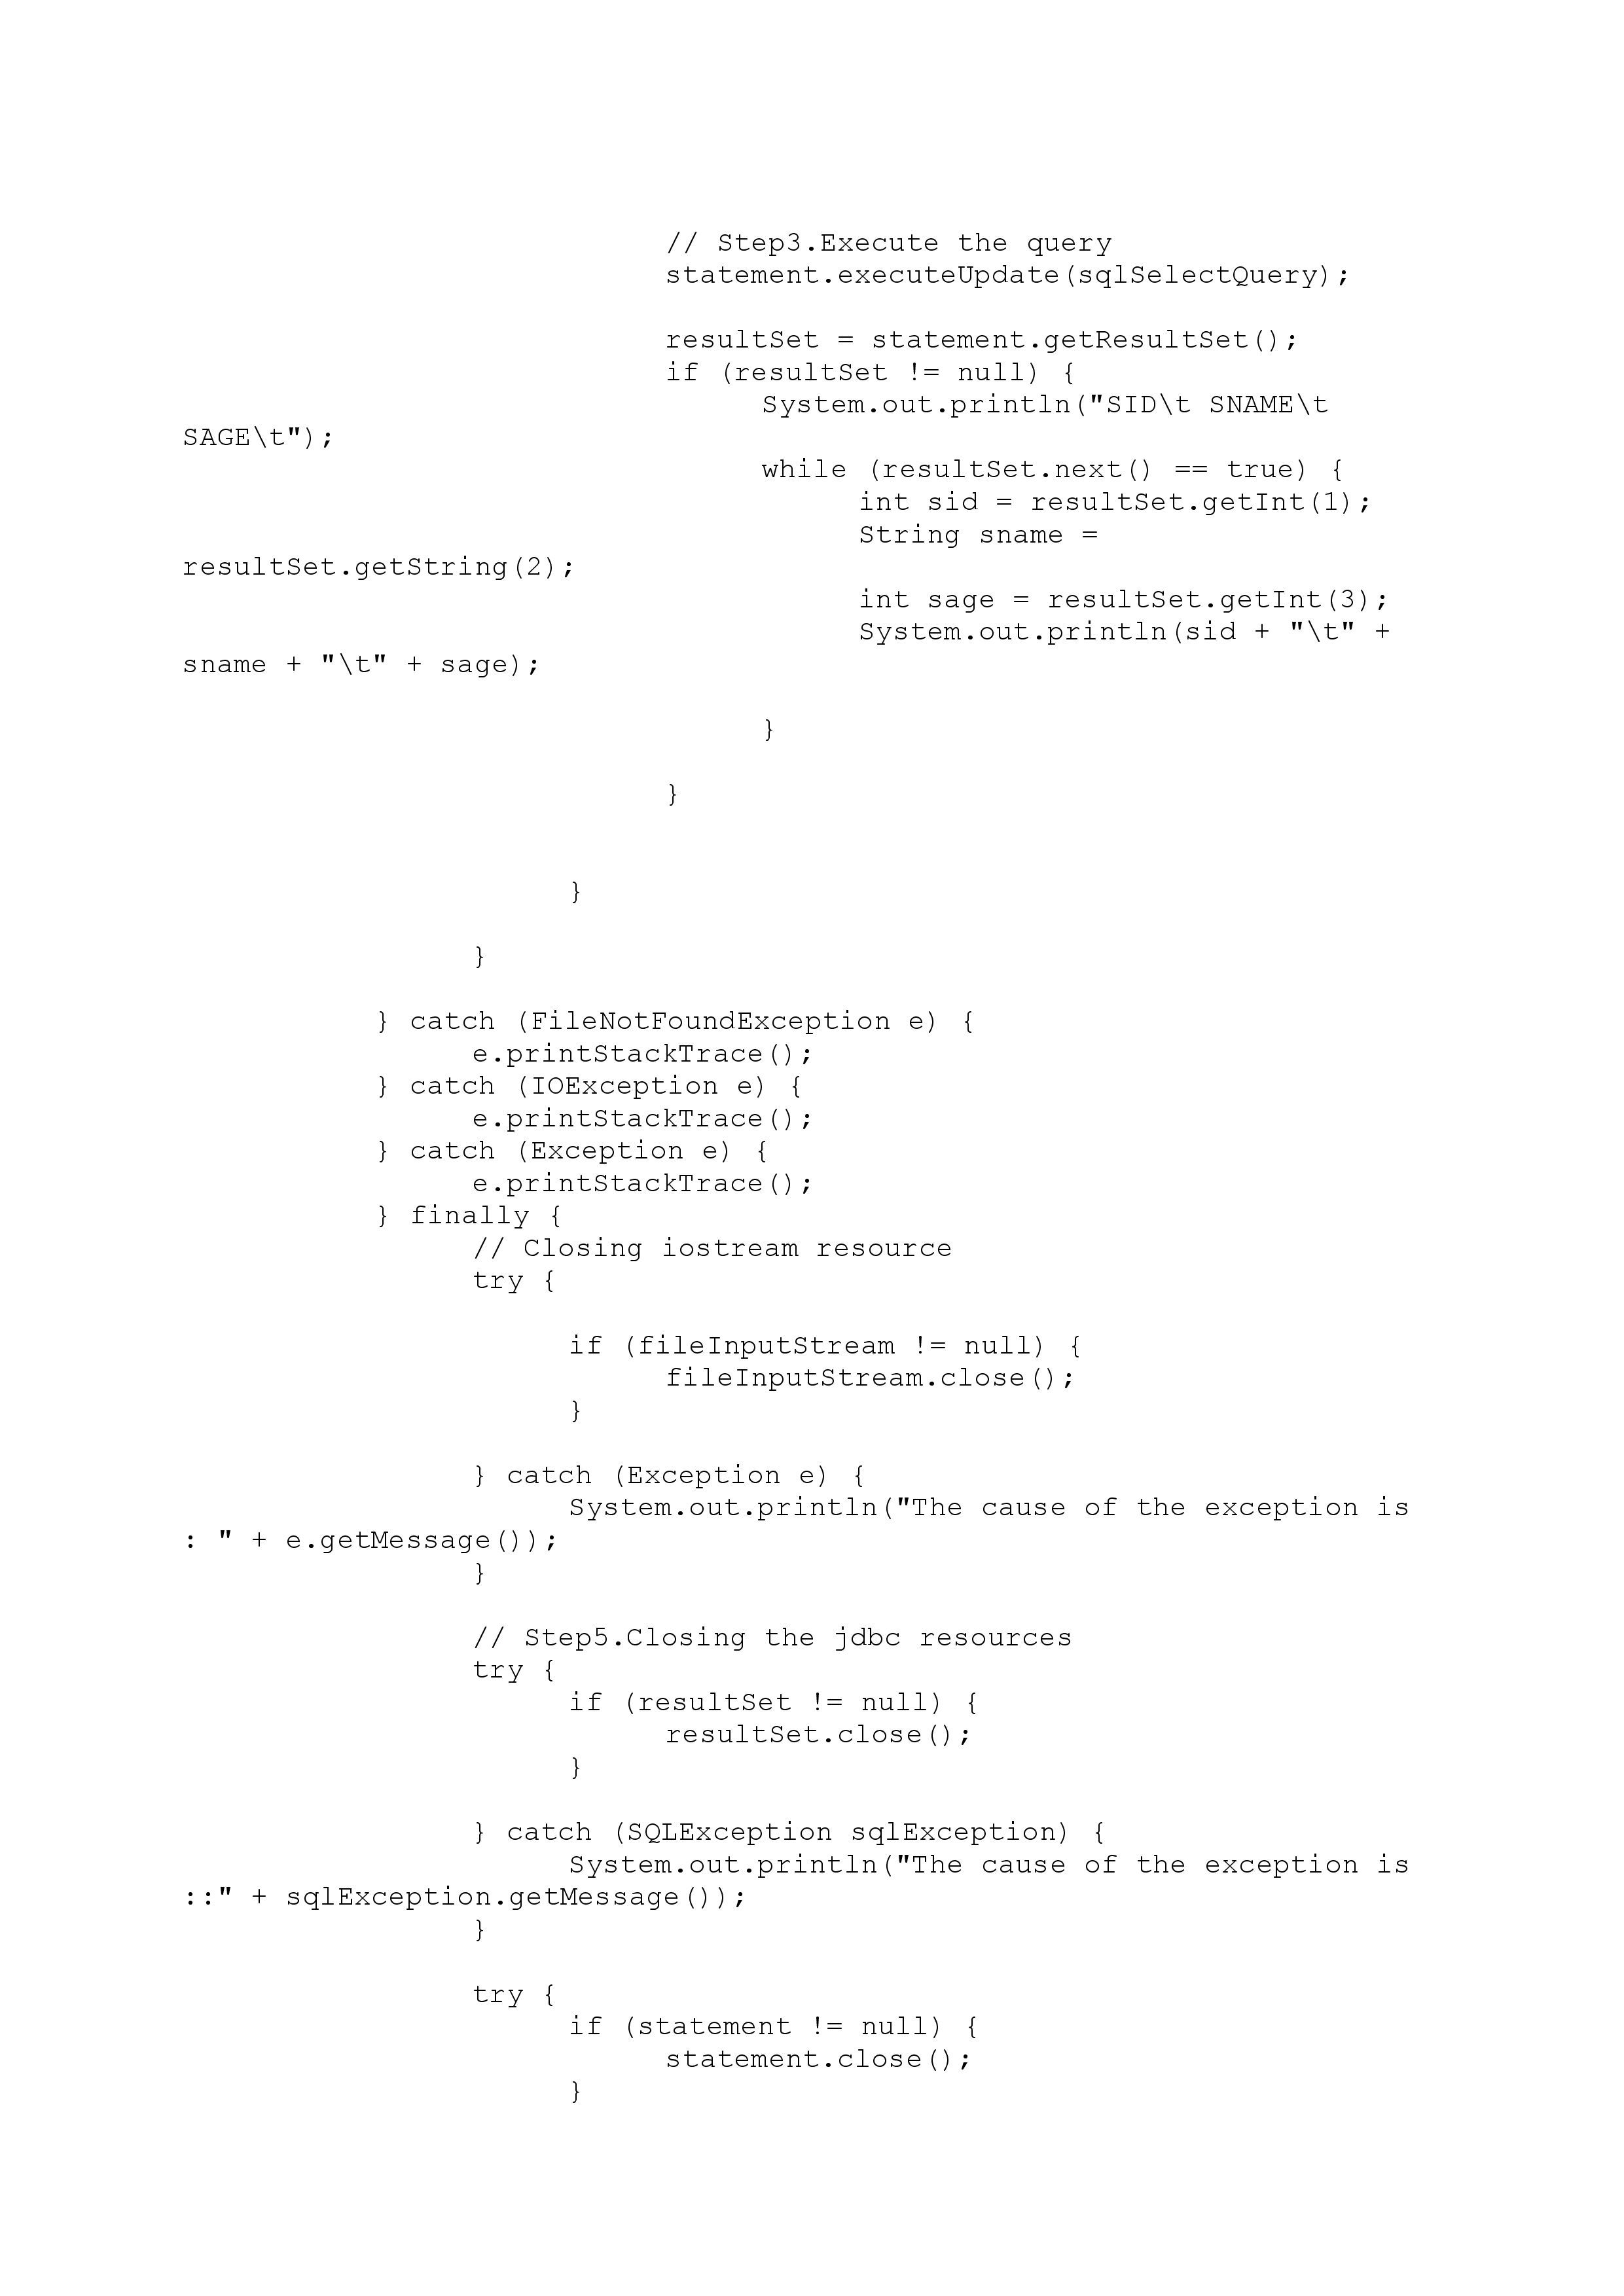 // Step3.Execute the query
statement.executeUpdate(sqlSelectQuery);
resultSet = statement.getResultSet();
if (resultSet != null) {
System.out.println("SID\t SNAME\t
SAGE\t");
while (resultSet.next() == true) {
int sid = resultSet.getInt(1);
String sname =
resultSet.getString(2);
int sage = resultSet.getInt(3);
System.out.println(sid + "\t" +
sname + "\t" + sage);
}
}
}
}
} catch (FileNotFoundException e) {
e.printStackTrace();
} catch (IOException e) {
e.printStackTrace();
} catch (Exception e) {
e.printStackTrace();
} finally {
// Closing iostream resource
try {
if (fileInputStream != null) {
fileInputStream.close();
}
} catch (Exception e) {
System.out.println("The cause of the exception is
: " + e.getMessage());
}
// Step5.Closing the jdbc resources
try {
if (resultSet != null) {
resultSet.close();
}
} catch (SQLException sqlException) {
System.out.println("The cause of the exception is
::" + sqlException.getMessage());
}
try {
if (statement != null) {
statement.close();
}